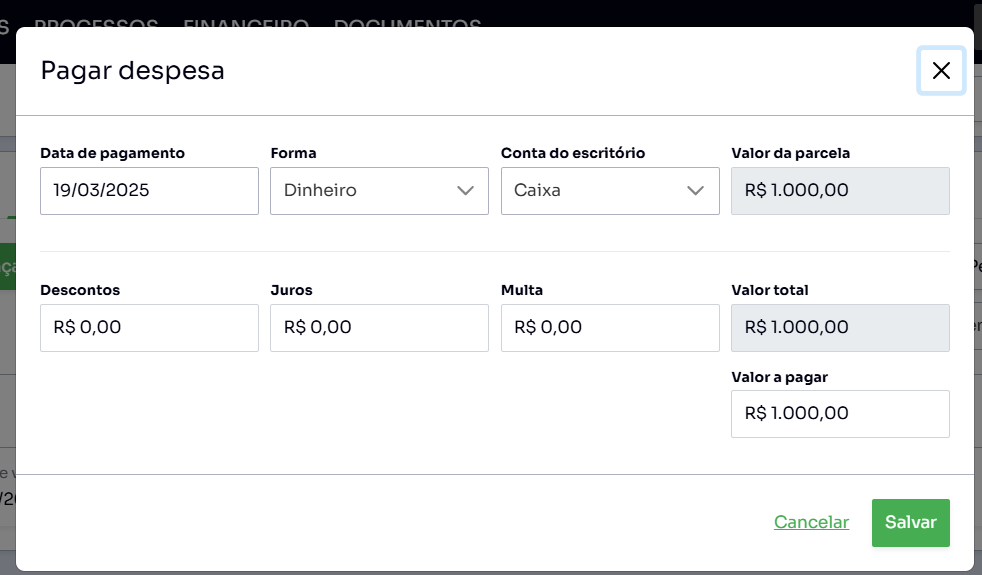 PROCESSOS FINANCEIRO DOCUMENTOS
Pagar despesa
Data de pagamento Forma Conta do escritório Valor da parcela
19/03/2025 Dinheiro Caixa R$ 1.000,00
Descontos Juros Multa Valor total
R$ 0,00 R$ 0,00 R$ 0,00 R$ 1.000,00
Valor a pagar
R$ 1.000,00
Cancelar Salvar